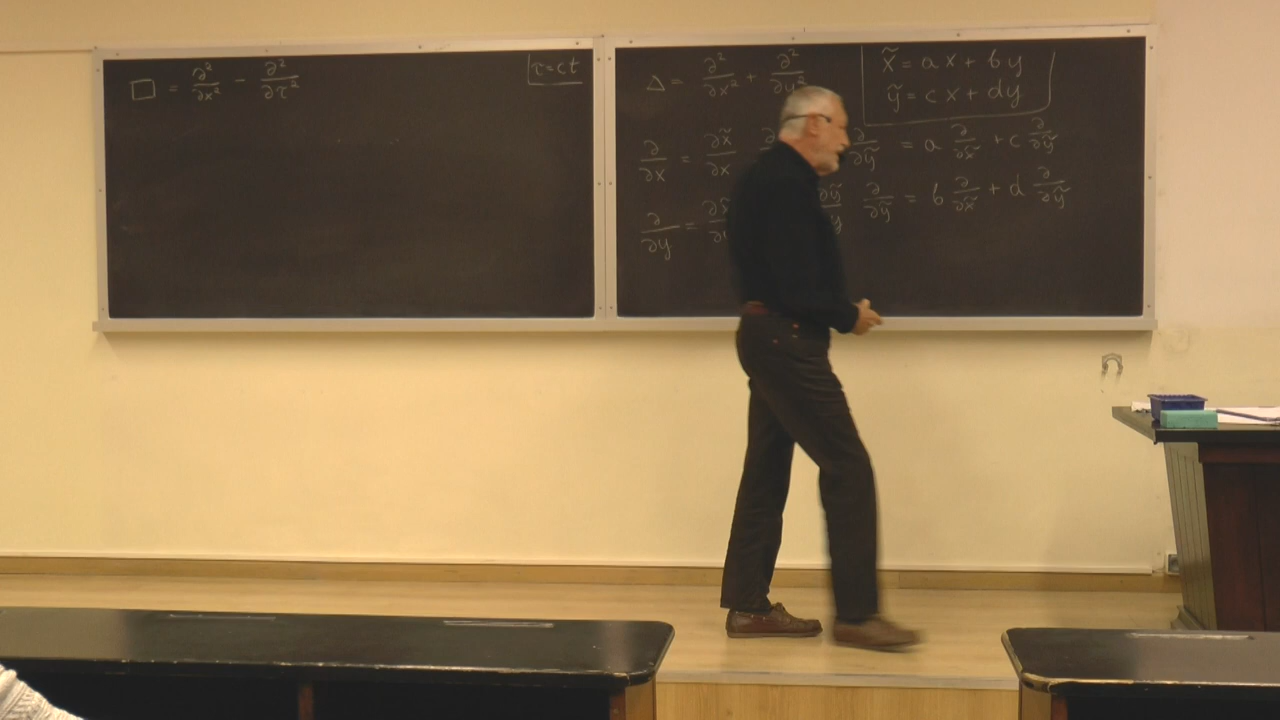 □ = ∂²/∂x² − ∂²/∂τ²
τ=ct
Δ = ∂²/∂x² + ∂²/∂y²
x̃ = ax + by
ỹ = cx + dy
∂/∂x = ∂x̃/∂x ∂/∂ỹ = a ∂/∂x̃ + c ∂/∂ỹ
∂/∂y = ∂/∂ỹ = b ∂/∂x̃ + d ∂/∂ỹ